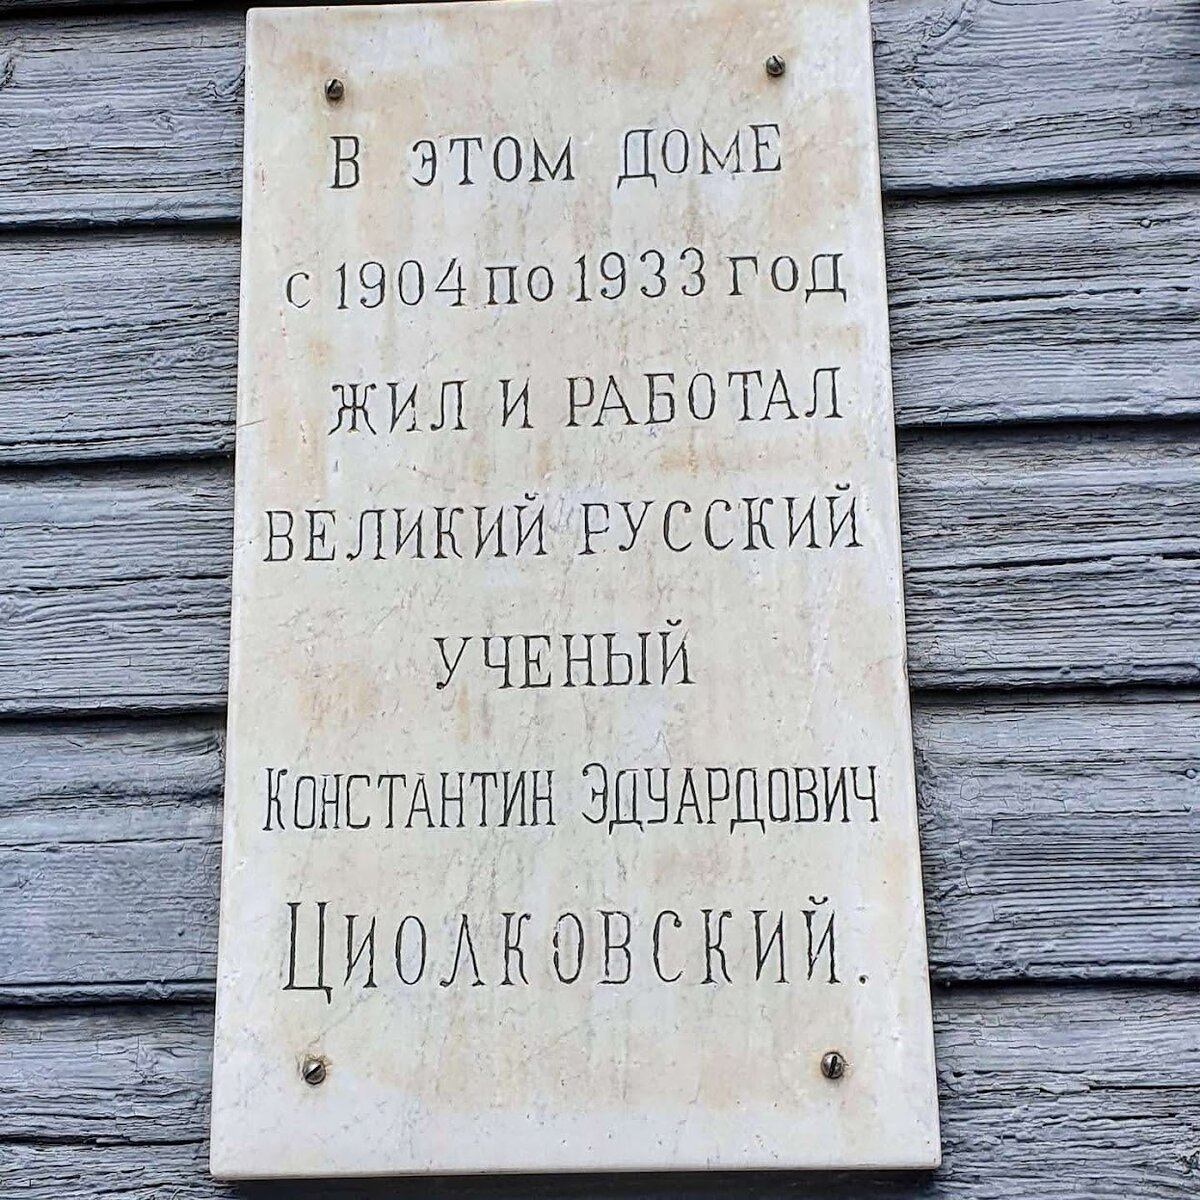 В ЭТОМ ДОМЕ
С 1904 ПО 1933 ГОД
ЖИЛ И РАБОТАЛ
ВЕЛИКИЙ РУССКИЙ
УЧЕНЫЙ
КОНСТАНТИН ЭДУАРДОВИЧ
ЦИОЛКОВСКИЙ.